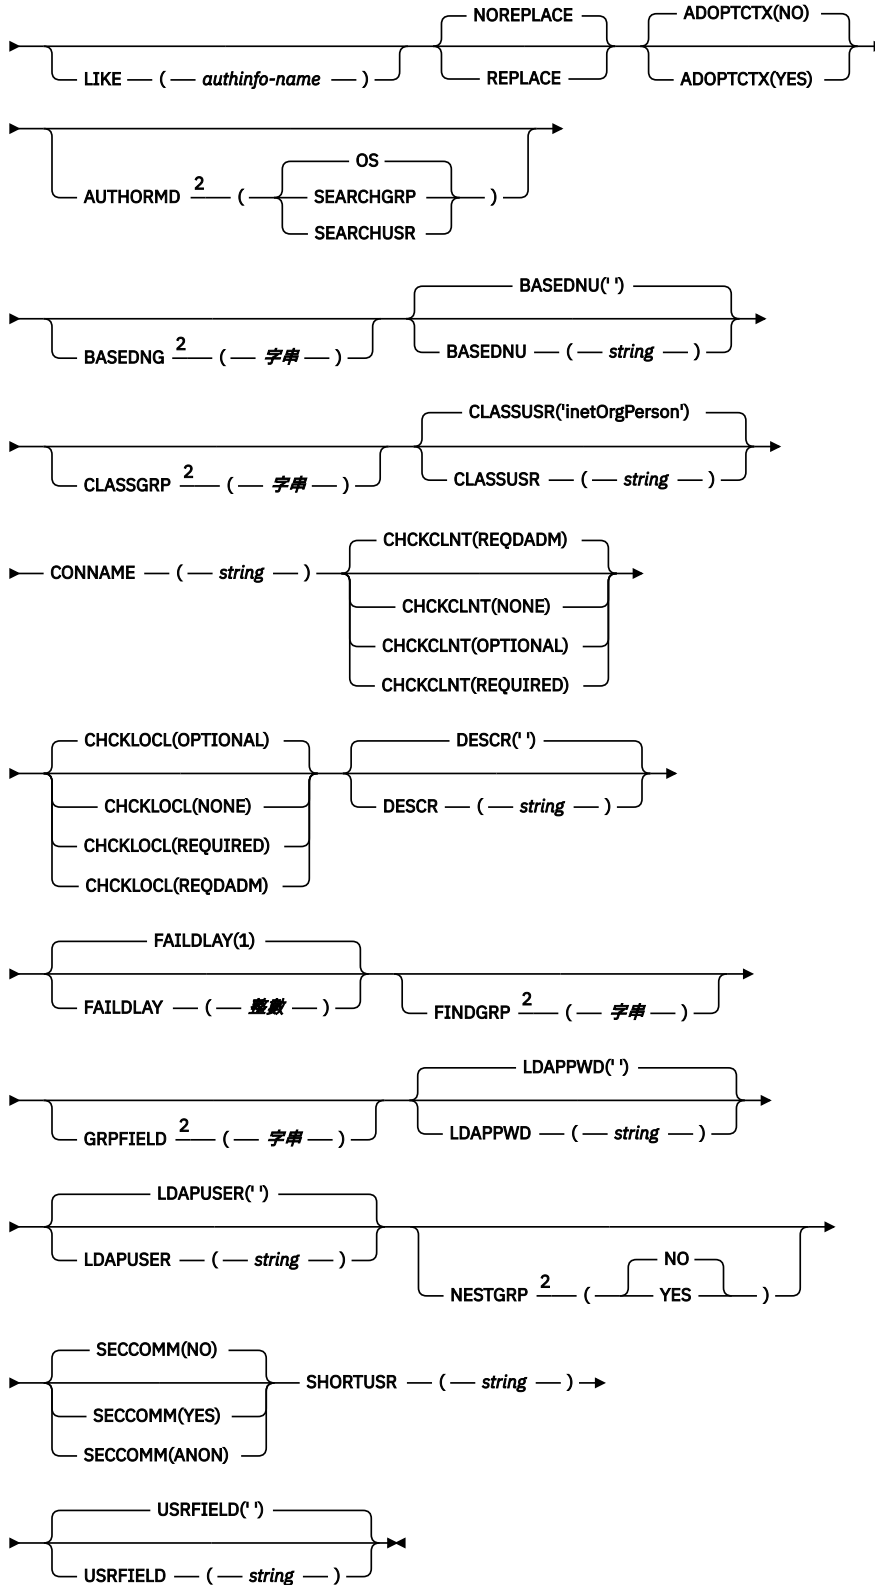 NOREPLACE ADOPTCTX(NO)
LIKE ( authinfo-name ) REPLACE ADOPTCTX(YES)
OS
AUTHORMD 2 ( SEARCHGRP )
SEARCHUSR
BASEDNU(' ')
BASEDNG 2 ( 字串 ) BASEDNU ( string )
CLASSUSR('inetOrgPerson')
CLASSGRP 2 ( 字串 ) CLASSUSR ( string )
CHCKCLNT(REQDADM)
CONNAME ( string )
CHCKCLNT(NONE)
CHCKCLNT(OPTIONAL)
CHCKCLNT(REQUIRED)
CHCKLOCL(OPTIONAL) DESCR(' ')
CHCKLOCL(NONE) DESCR ( string )
CHCKLOCL(REQUIRED)
CHCKLOCL(REQDADM)
FAILDLAY(1)
FAILDLAY ( 整數 ) FINDGRP 2 ( 字串 )
LDAPPWD(' ')
GRPFIELD 2 ( 字串 ) LDAPPWD ( string )
LDAPUSER(' ')
LDAPUSER ( string ) NO
NESTGRP 2 ( YES )
SECCOMM(NO)
SHORTUSR ( string )
SECCOMM(YES)
SECCOMM(ANON)
USRFIELD(' ')
USRFIELD ( string )